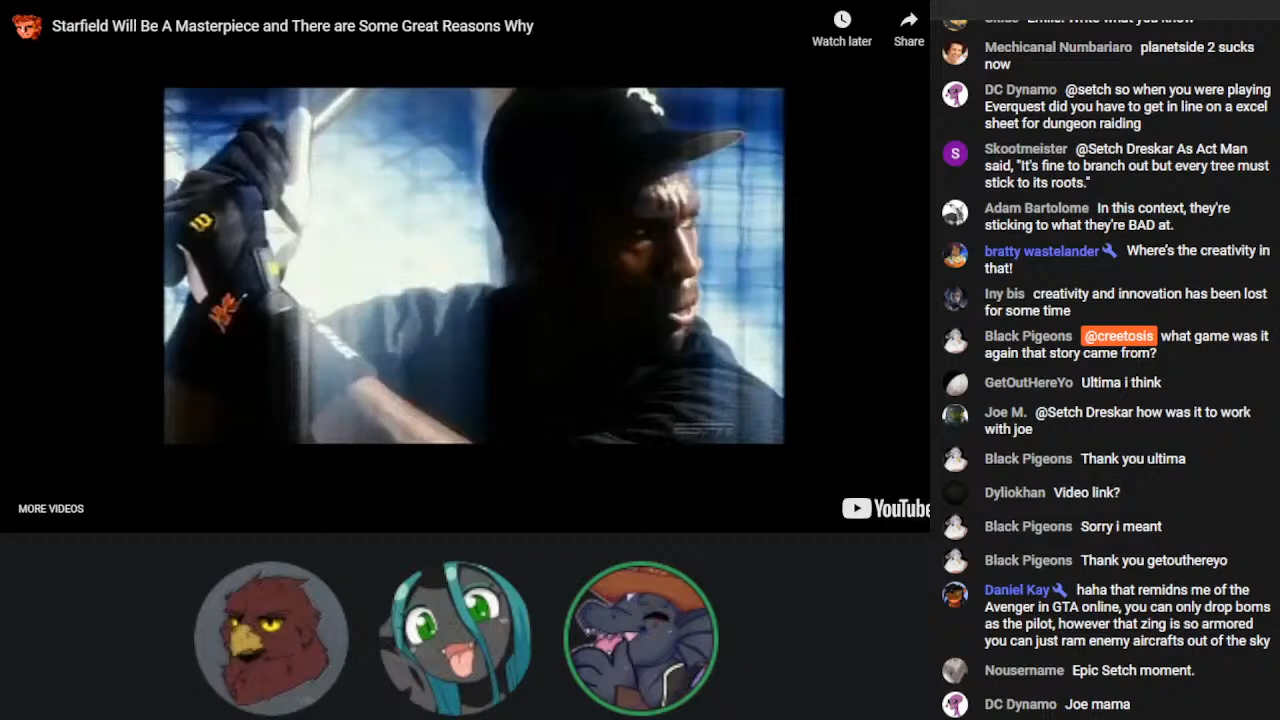 Starfield Will Be A Masterpiece and There are Some Great Reasons Why
Watch later
Share
MORE VIDEOS
YouTube
Mechicanal Numbariaro planetside 2 sucks
now
DC Dynamo @setch so when you were playing
Everquest did you have to get in line on a excel
sheet for dungeon raiding
S
Skootmeister @Setch Dreskar As Act Man
said, "It's fine to branch out but every tree must
stick to its roots."
Adam Bartolome In this context, they're
sticking to what they're BAD at.
bratty wastelander Where's the creativity in
that!
Iny bis creativity and innovation has been lost
for some time
Black Pigeons @creetosis what game was it
again that story came from?
GetOutHereYo Ultima i think
Joe M. @Setch Dreskar how was it to work
with joe
Black Pigeons Thank you ultima
Dyliokhan Video link?
Black Pigeons Sorry i meant
Black Pigeons Thank you getouthereyo
Daniel Kay haha that remidns me of the
Avenger in GTA online, you can only drop boms
as the pilot, however that zing is so armored
you can just ram enemy aircrafts out of the sky
Nousername Epic Setch moment.
DC Dynamo Joe mama